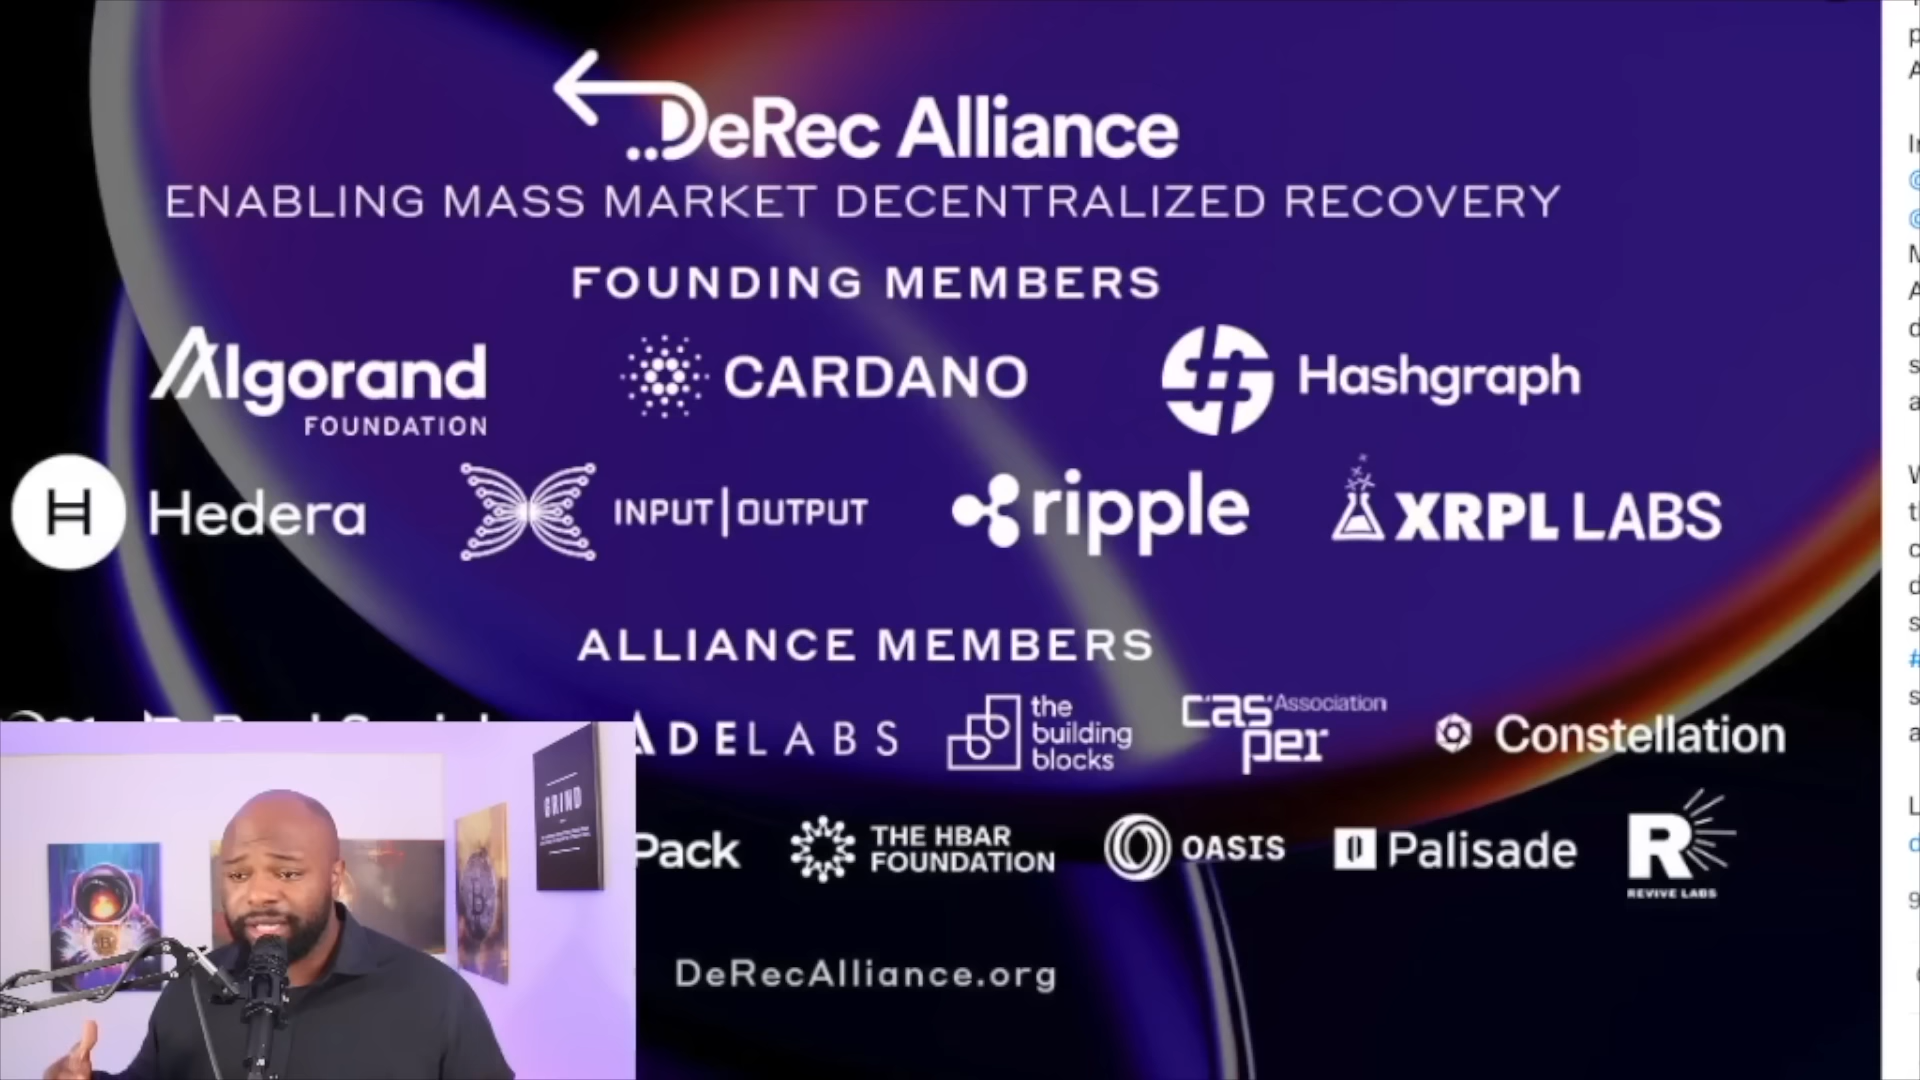 DeRec Alliance
ENABLING MASS MARKET DECENTRALIZED RECOVERY
FOUNDING MEMBERS
Algorand
FOUNDATION
CARDANO
Hashgraph
Hedera
INPUT|OUTPUT
ripple
XRPL LABS
ALLIANCE MEMBERS
ADELABS
the
building
blocks
casper Association
Constellation
Pack
THE HBAR
FOUNDATION
OASIS
Palisade
R
REVIVE LABS
GRIND
DeRecAlliance.org